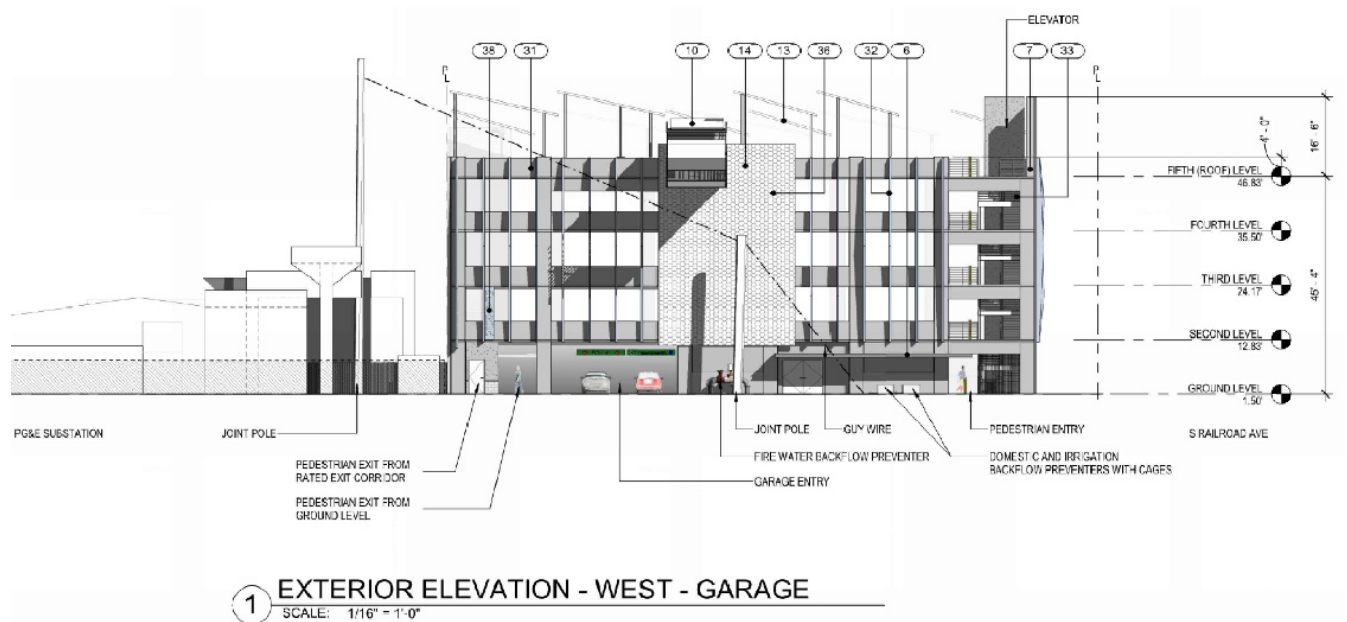 ELEVATOR
38
31
10
14
13
36
32
6
7
33
P
L
P
L
4' - 0"
16' - 6"
FIFTH (ROOF) LEVEL
46.83'
FOURTH LEVEL
35.50'
THIRD LEVEL
24.17'
45' - 4"
SECOND LEVEL
12.83'
GROUND LEVEL
1.50'
PG&E SUBSTATION
JOINT POLE
JOINT POLE
GUY WIRE
PEDESTRIAN ENTRY
S RAILROAD AVE
PEDESTRIAN EXIT FROM
RATED EXIT CORRIDOR
FIRE WATER BACKFLOW PREVENTER
DOMESTIC AND IRRIGATION
BACKFLOW PREVENTERS WITH CAGES
GARAGE ENTRY
PEDESTRIAN EXIT FROM
GROUND LEVEL
1
EXTERIOR ELEVATION - WEST - GARAGE
SCALE: 1/16" = 1'-0"